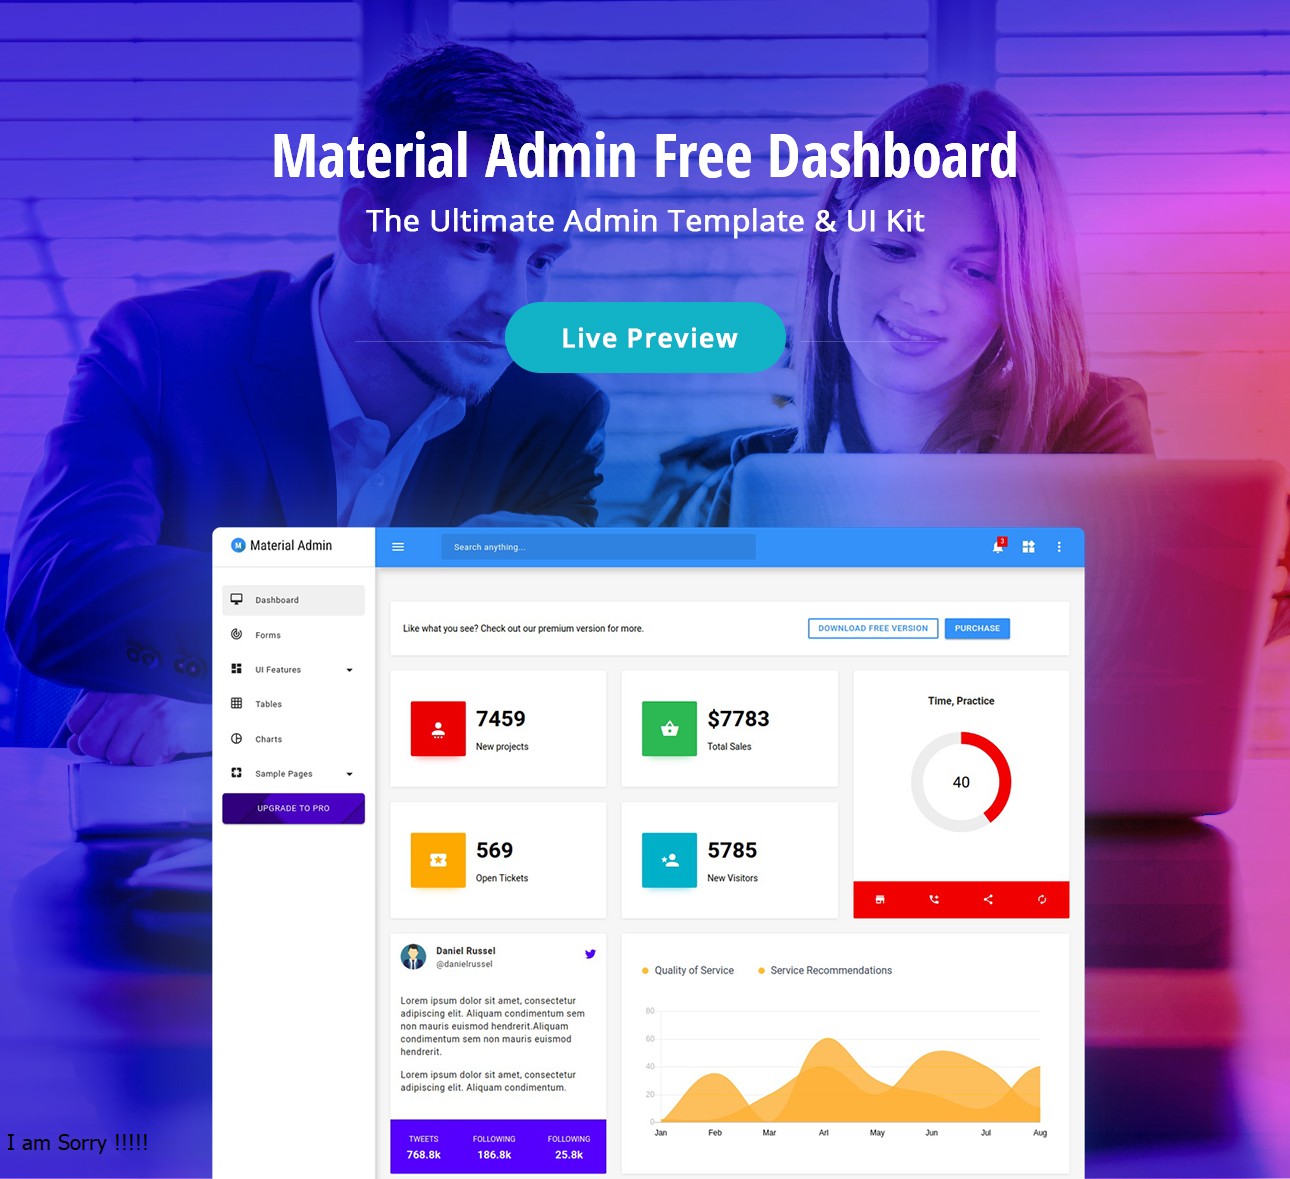 Material Admin Free Dashboard
The Ultimate Admin Template & UI Kit
Live Preview
M Material Admin
Search anything...
3
Dashboard
Forms
UI Features
Tables
Charts
Sample Pages
UPGRADE TO PRO
Like what you see? Check out our premium version for more.
DOWNLOAD FREE VERSION
PURCHASE
7459
New projects
$7783
Total Sales
569
Open Tickets
5785
New Visitors
Time, Practice
40
Daniel Russel
@danielrussel
Lorem ipsum dolor sit amet, consectetur
adipiscing elit. Aliquam condimentum sem
non mauris euismod hendrerit.Aliquam
condimentum sem non mauris euismod
hendrerit.
Lorem ipsum dolor sit amet, consectetur
adipiscing elit. Aliquam condimentum.
TWEETS FOLLOWING FOLLOWING
768.8k 186.8k 25.8k
Quality of Service Service Recommendations
80
60
40
20
0
Jan Feb Mar Arl May Jun Jul Aug
I am Sorry !!!!!